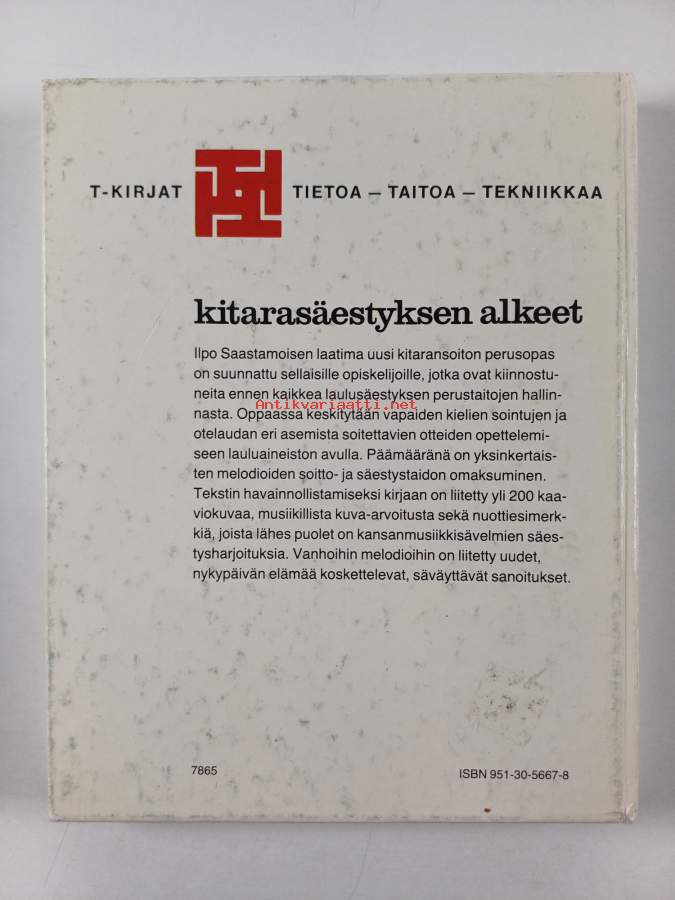 T-KIRJAT TIETOA – TAITOA – TEKNIIKKAA
kitarasäestyksen alkeet
Ilpo Saastamoisen laatima uusi kitaransoiton perusopas
on suunnattu sellaisille opiskelijoille, jotka ovat kiinnostu-
neita ennen kaikkea laulusäestyksen perustaitojen hallin-
nasta. Oppaassa keskitytään vapaiden kielien sointujen ja
Antikvariaatti.net
otelaudan eri asemista soitettavien otteiden opettelemi-
seen lauluaineiston avulla. Päämääränä on yksinkertais-
ten melodioiden soitto- ja säestystaidon omaksuminen.
Tekstin havainnollistamiseksi kirjaan on liitetty yli 200 kaa-
viokuvaa, musiikillista kuva-arvoitusta sekä nuottiesimerk-
kiä, joista lähes puolet on kansanmusiikkisävelmien säes-
tysharjoituksia. Vanhoihin melodioihin on liitetty uudet,
nykypäivän elämää koskettelevat, säväyttävät sanoitukset.
7865 ISBN 951-30-5667-8